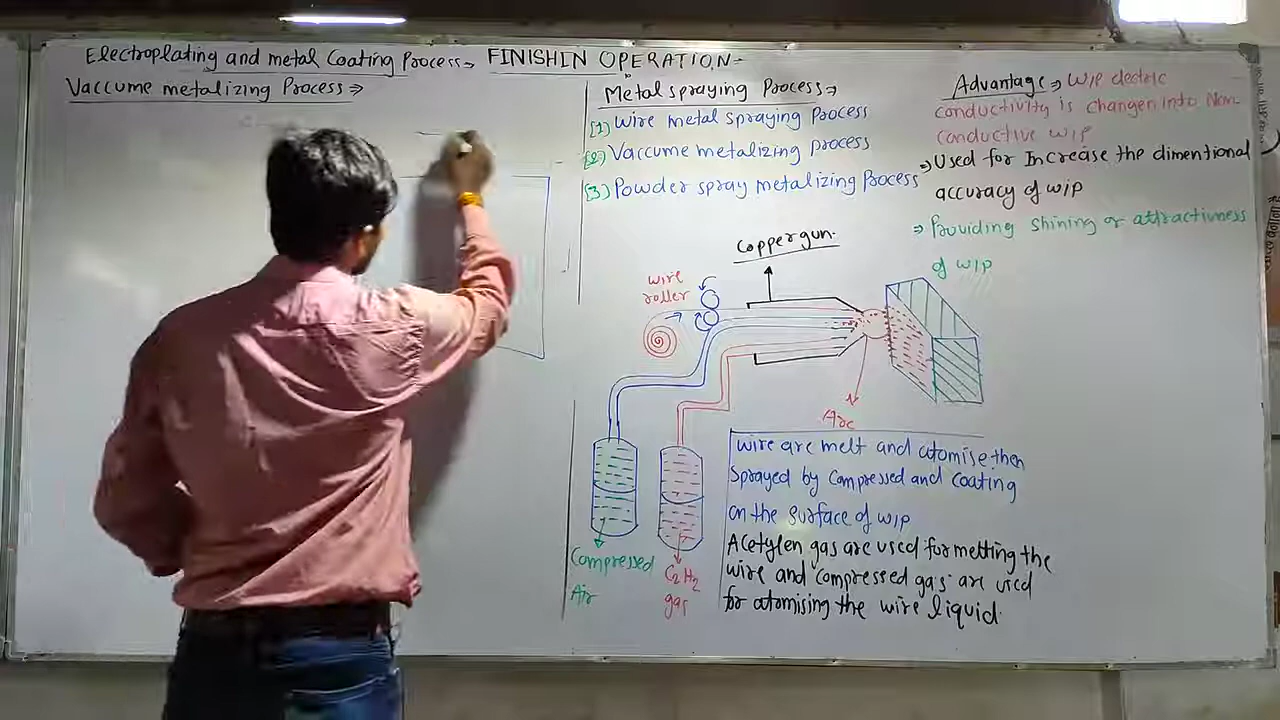 Electroplating and metal Coating Process → FINISHIN OPERATION -
Vaccume metalizing Process →
Metal spraying Process →
[1] Wire metal spraying Process
[2] Vaccume metalizing process
[3] Powder spray metalizing Process
Advantage → W/P electric
conductivity is changen into Non-
conductive W/P
→ Used for Increase the dimentional
accuracy of w/p
→ Providing shining or attractivness
of w/p
Copper gun.
wire
roller
Arc
Compressed
Air
C2H2
gas
Wire are melt and atomise then
Sprayed by Compressed and Coating
on the surface of w/p
Acetylen gas are used for melting the
wire and compressed gas are used
for atomising the wire liquid.